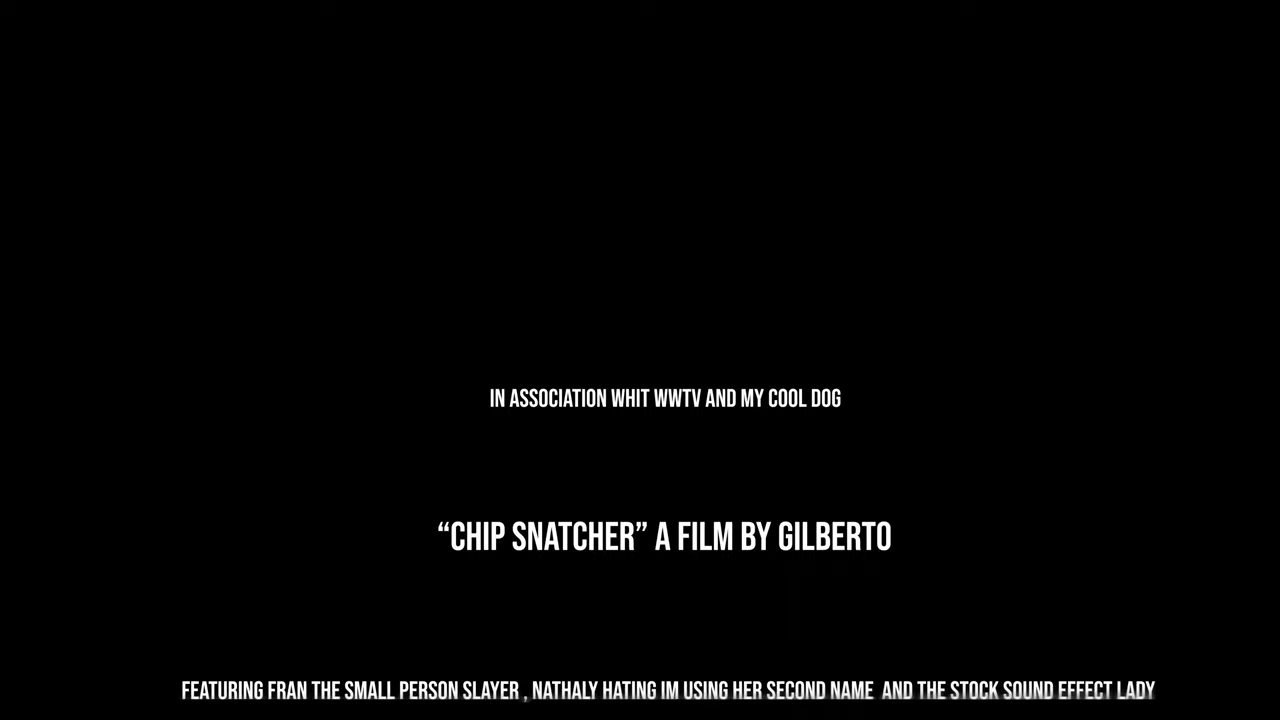 IN ASSOCIATION WHIT WWTV AND MY COOL DOG
“CHIP SNATCHER” A FILM BY GILBERTO
FEATURING FRAN THE SMALL PERSON SLAYER , NATHALY HATING IM USING HER SECOND NAME AND THE STOCK SOUND EFFECT LADY